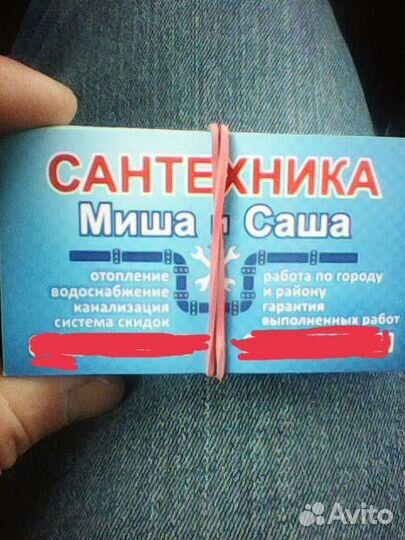 САНТЕХНИКА
Миша и Саша
отопление
водоснабжение
канализация
система скидок
работа по городу
и району
гарантия
выполненных работ
Avito